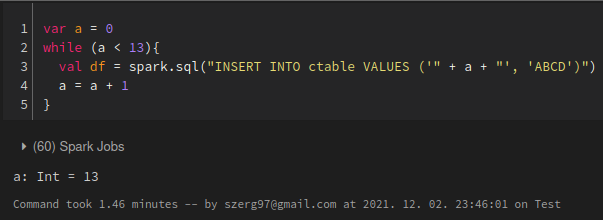 1 var a = 0
2 while (a < 13){
3 val df = spark.sql("INSERT INTO ctable VALUES ('" + a + "', 'ABCD')")
4 a = a + 1
5 }
(60) Spark Jobs
a: Int = 13
Command took 1.46 minutes -- by szerg97@gmail.com at 2021. 12. 02. 23:46:01 on Test